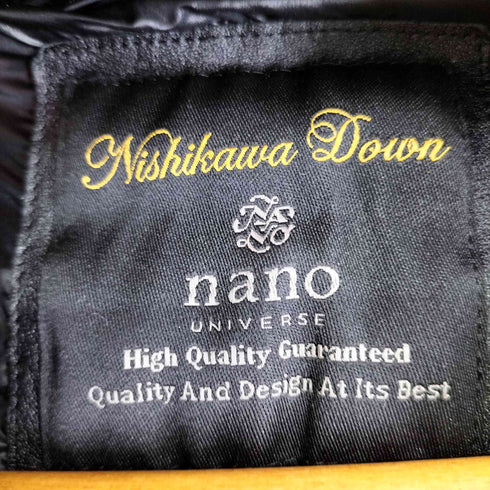 Nishikawa Down
nano
UNIVERSE
High Quality Guaranteed
Quality And Design At Its Best